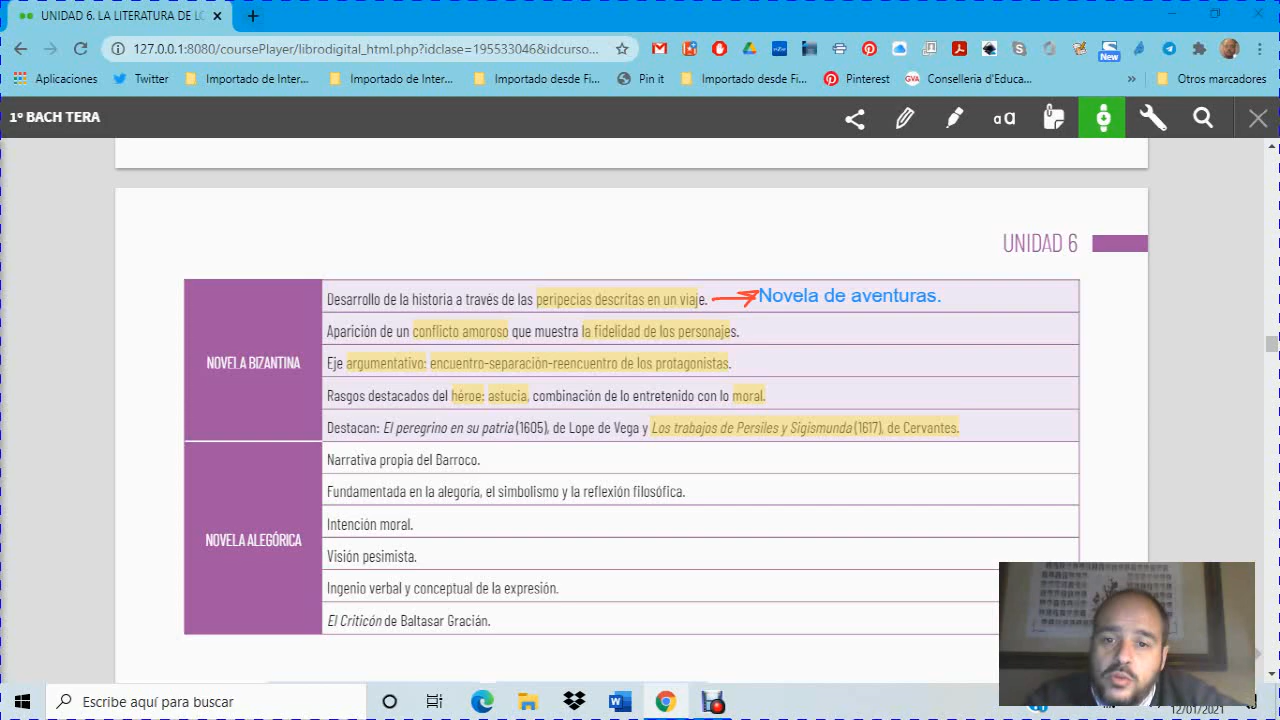 UNIDAD 6. LA LITERATURA DE LO
127.0.0.1:8080/coursePlayer/librodigital_html.php?idclase=195533046&idcurso...
New
Aplicaciones
Twitter
Importado de Inter...
Importado de Inter...
Importado desde Fi...
Pin it
Importado desde Fi...
Pinterest
GVA
Conselleria d'Educa...
»
Otros marcadores
1º BACH TERA
aa
UNIDAD 6
NOVELA BIZANTINA
Desarrollo de la historia a través de las peripecias descritas en un viaje.
Novela de aventuras.
Aparición de un conflicto amoroso que muestra la fidelidad de los personajes.
Eje argumentativo: encuentro-separación-reencuentro de los protagonistas.
Rasgos destacados del héroe: astucia, combinación de lo entretenido con lo moral.
Destacan: El peregrino en su patria (1605), de Lope de Vega y Los trabajos de Persiles y Sigismunda (1617), de Cervantes.
NOVELA ALEGÓRICA
Narrativa propia del Barroco.
Fundamentada en la alegoría, el simbolismo y la reflexión filosófica.
Intención moral.
Visión pesimista.
Ingenio verbal y conceptual de la expresión.
El Criticón de Baltasar Gracián.
Escribe aquí para buscar
12/01/2021